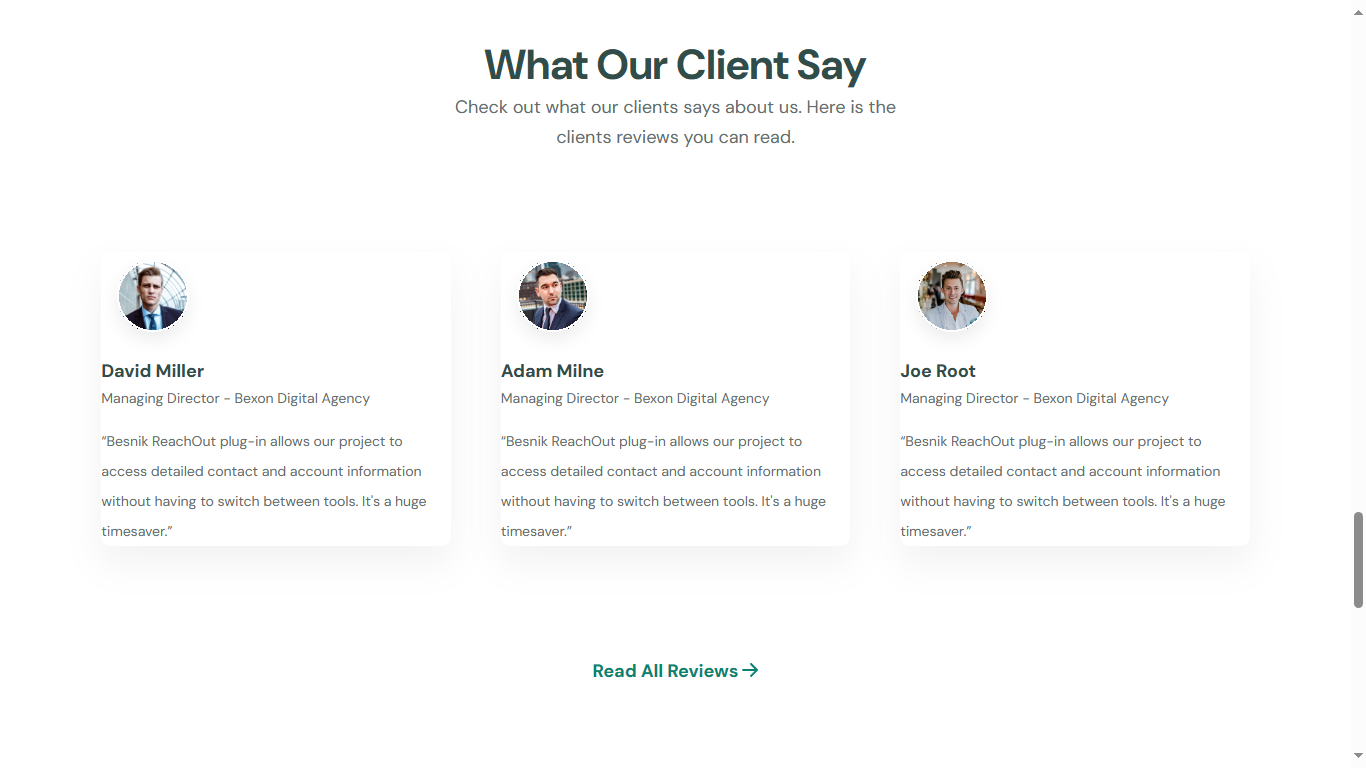 What Our Client Say
Check out what our clients says about us. Here is the
clients reviews you can read.
David Miller
Managing Director - Bexon Digital Agency
“Besnik ReachOut plug-in allows our project to
access detailed contact and account information
without having to switch between tools. It's a huge
timesaver.”
Adam Milne
Managing Director - Bexon Digital Agency
“Besnik ReachOut plug-in allows our project to
access detailed contact and account information
without having to switch between tools. It's a huge
timesaver.”
Joe Root
Managing Director - Bexon Digital Agency
“Besnik ReachOut plug-in allows our project to
access detailed contact and account information
without having to switch between tools. It's a huge
timesaver.”
Read All Reviews →